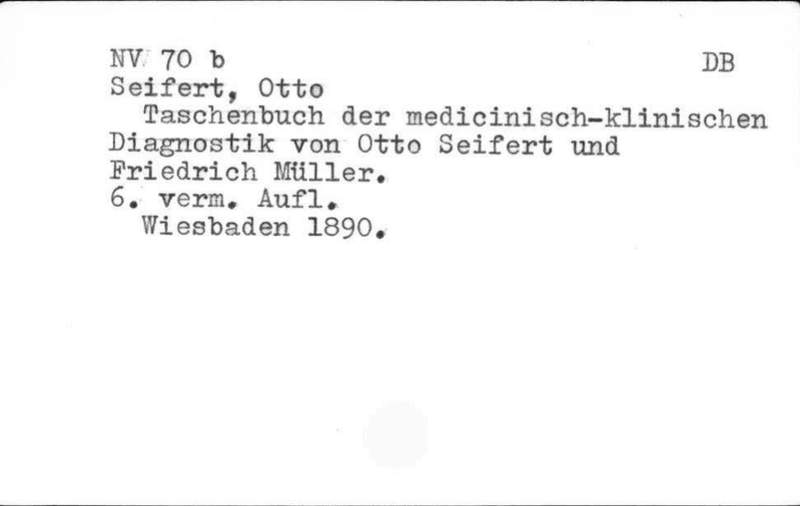 NV 70 b DB
Seifert, Otto
Taschenbuch der medicinisch-klinischen
Diagnostik von Otto Seifert und
Friedrich Müller.
6. verm. Aufl.
Wiesbaden 1890.